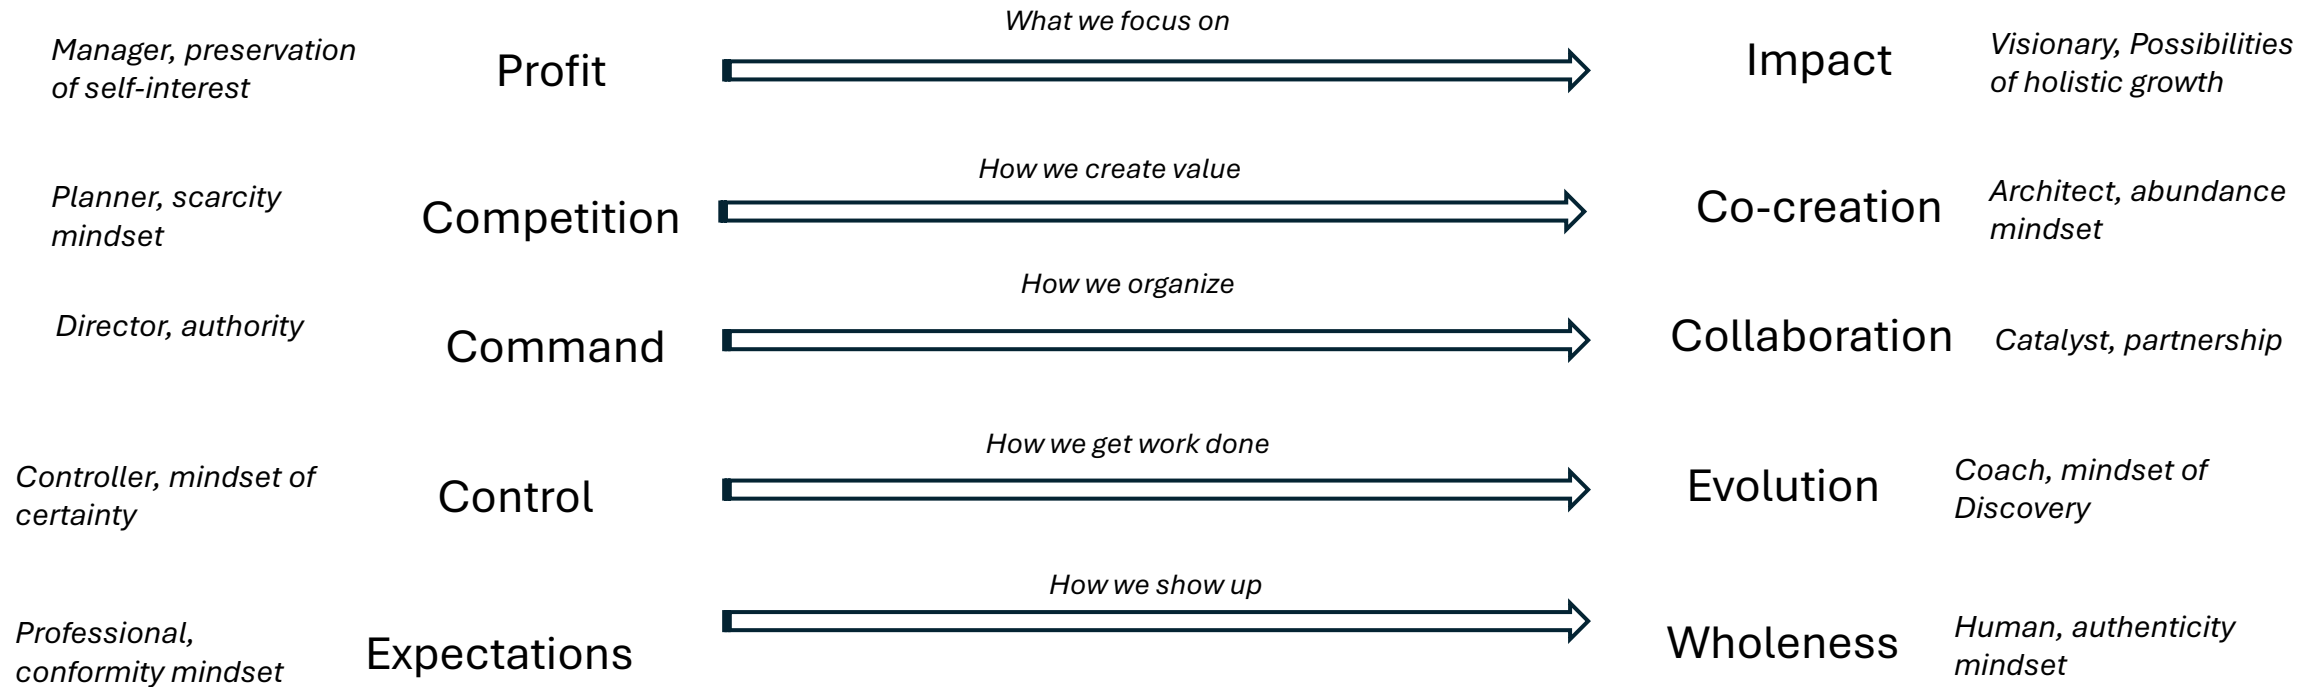 What we focus on
Manager, preservation
of self-interest
Profit
Impact
Visionary, Possibilities
of holistic growth
How we create value
Planner, scarcity
mindset
Competition
Co-creation
Architect, abundance
mindset
How we organize
Director, authority
Command
Collaboration
Catalyst, partnership
How we get work done
Controller, mindset of
certainty
Control
Evolution
Coach, mindset of
Discovery
How we show up
Professional,
conformity mindset
Expectations
Wholeness
Human, authenticity
mindset